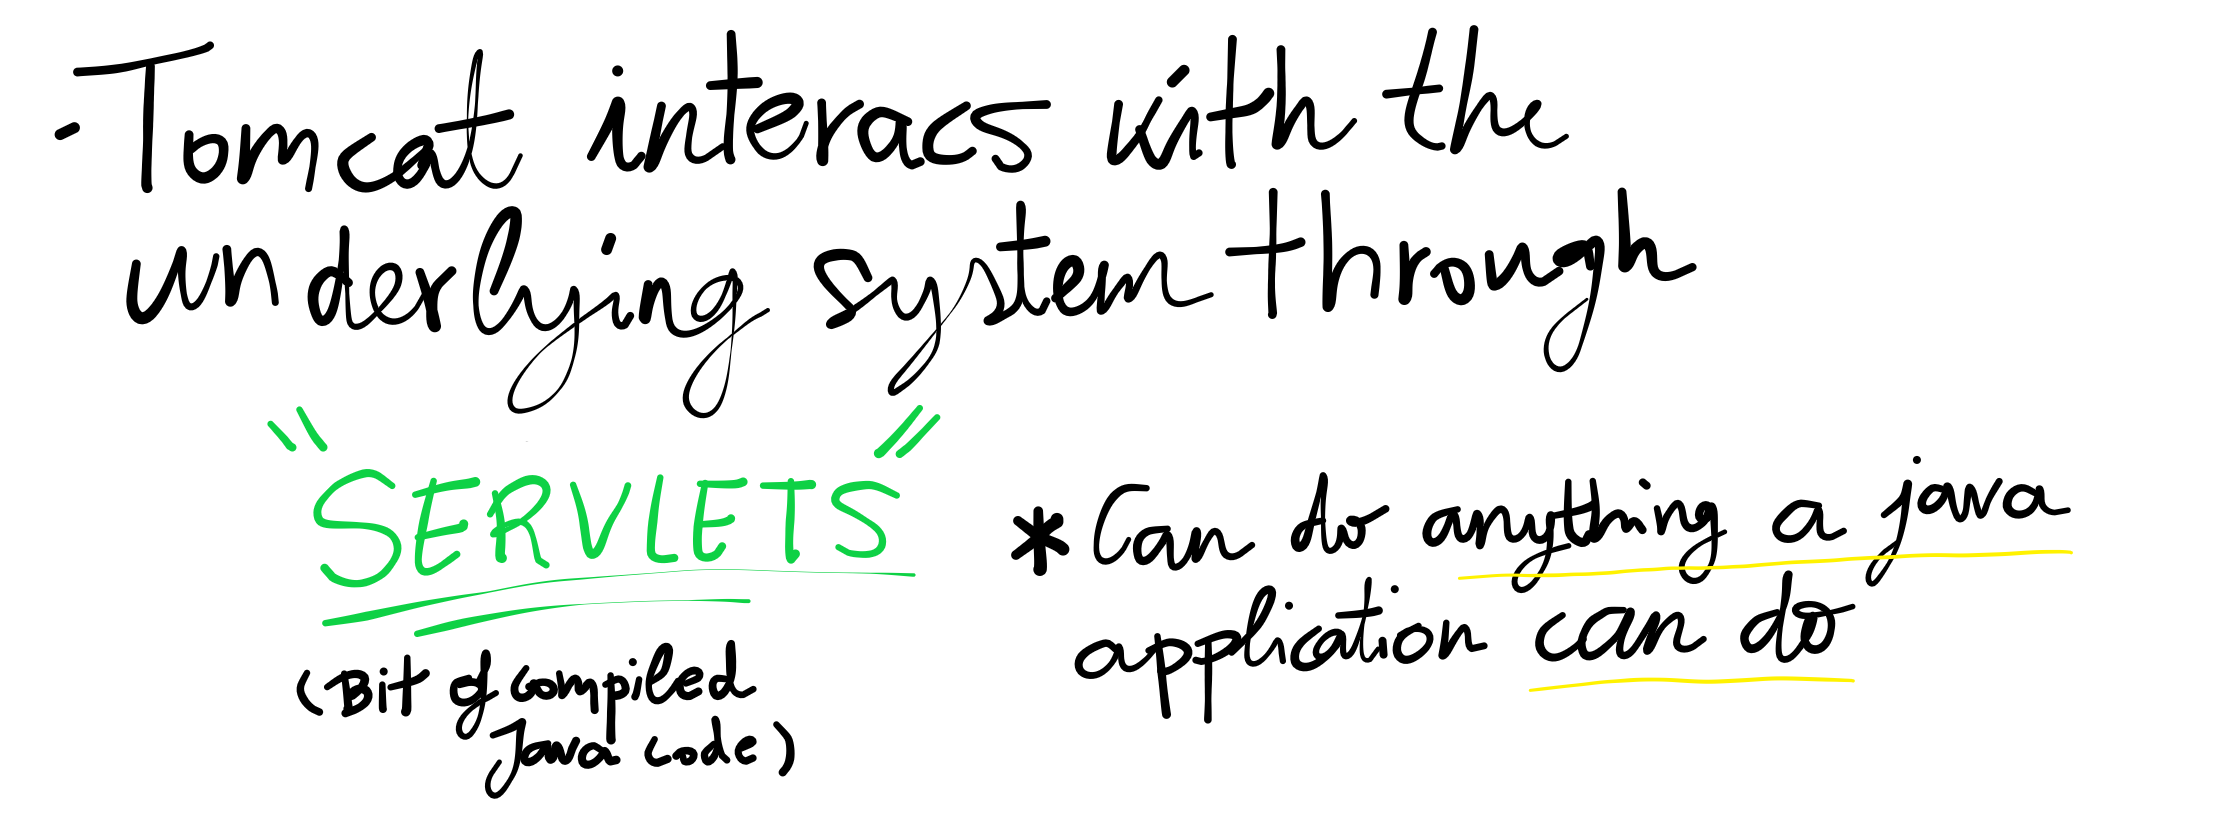 - Tomcat interacs with the
underlying system through
"SERVLETS"
(Bit of compiled
Java code)
* Can do anything a java
application can do